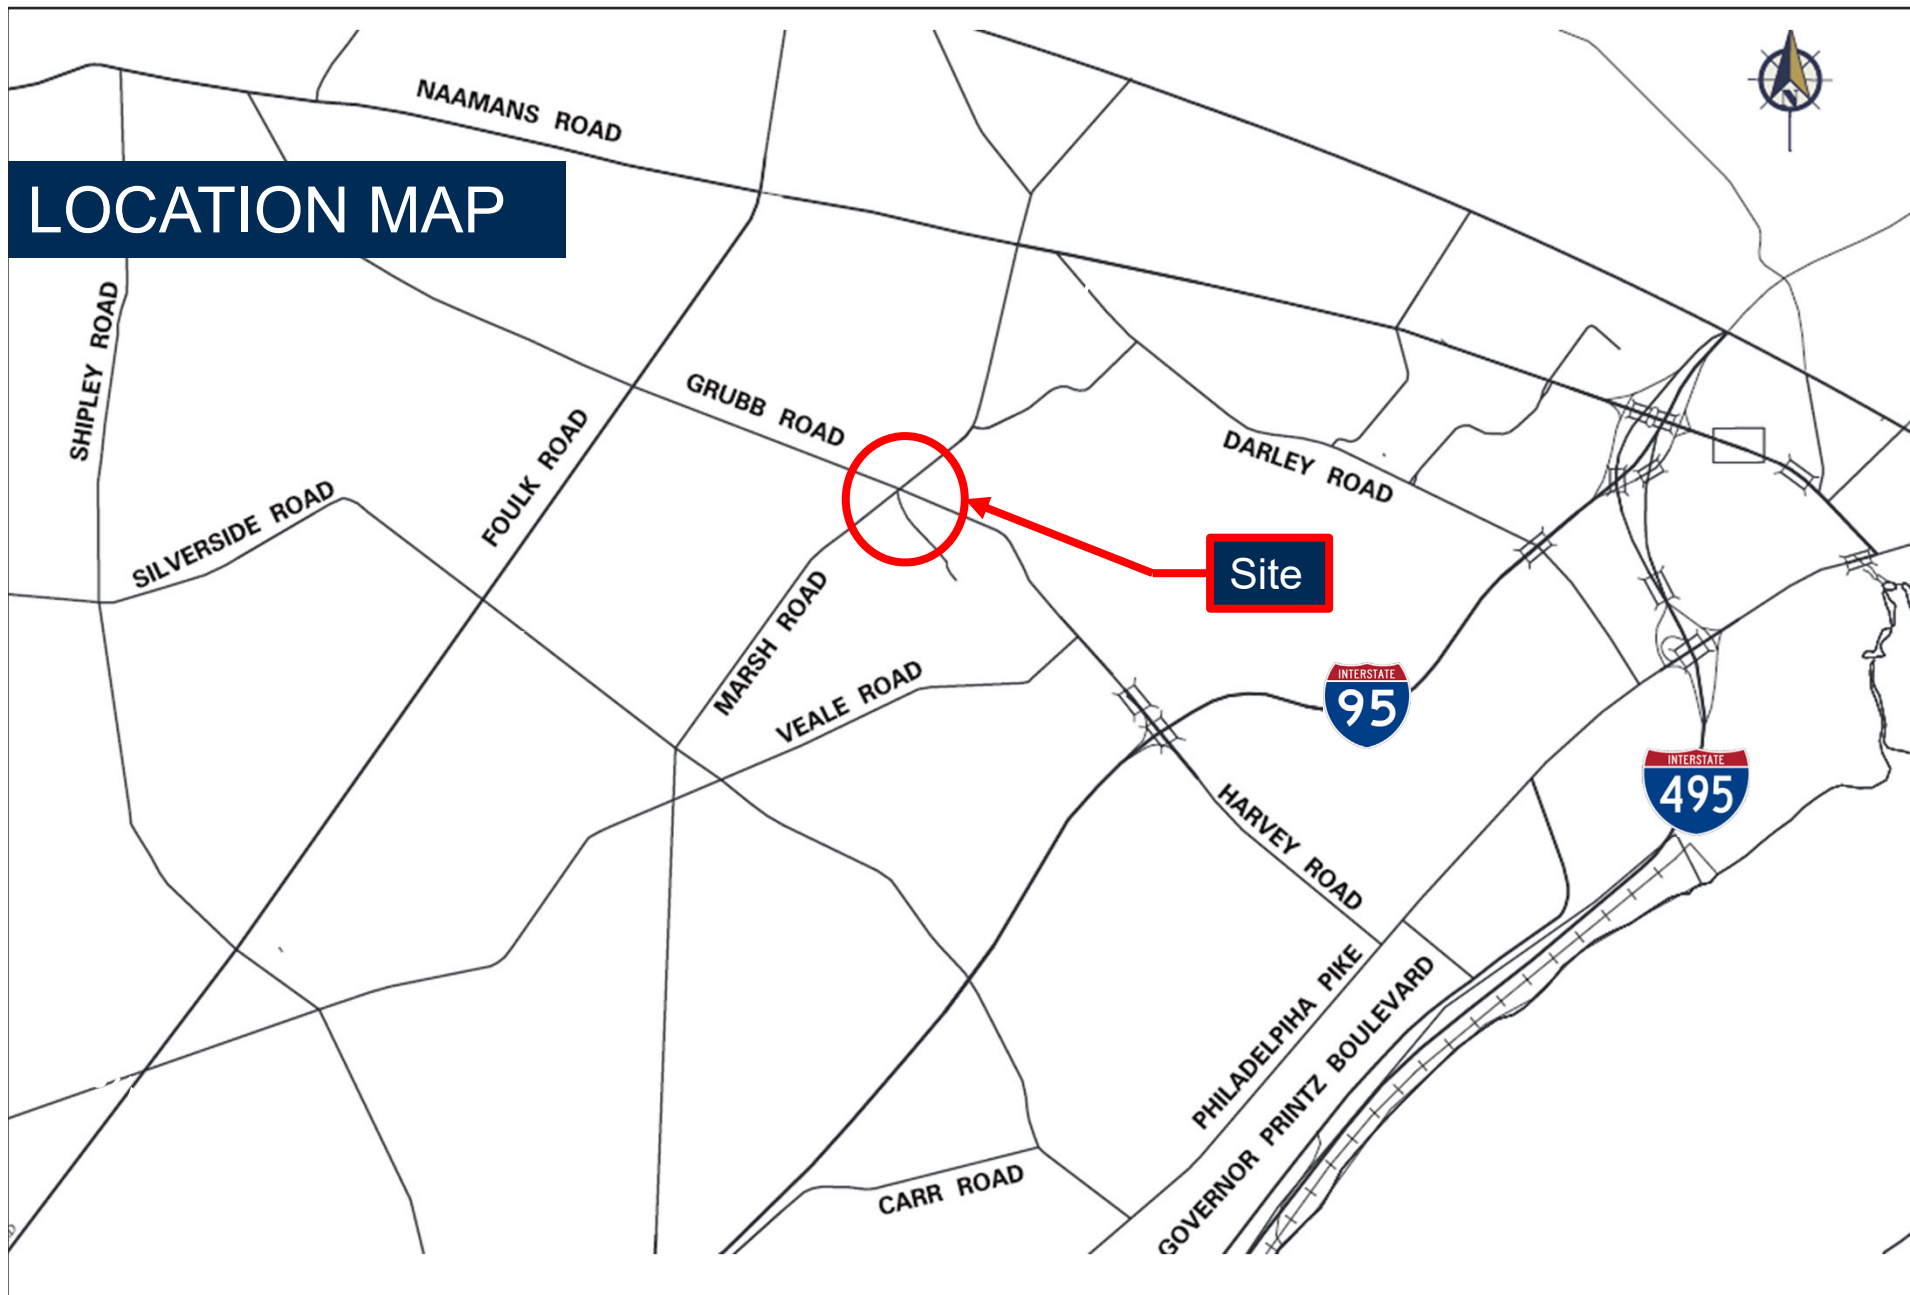 NAAMANS ROAD
N
LOCATION MAP
SHIPLEY ROAD
GRUBB ROAD
FOULK ROAD
DARLEY ROAD
SILVERSIDE ROAD
Site
MARSH ROAD
VEALE ROAD
INTERSTATE
95
INTERSTATE
495
HARVEY ROAD
PHILADELPIHA PIKE
GOVERNOR PRINTZ BOULEVARD
CARR ROAD